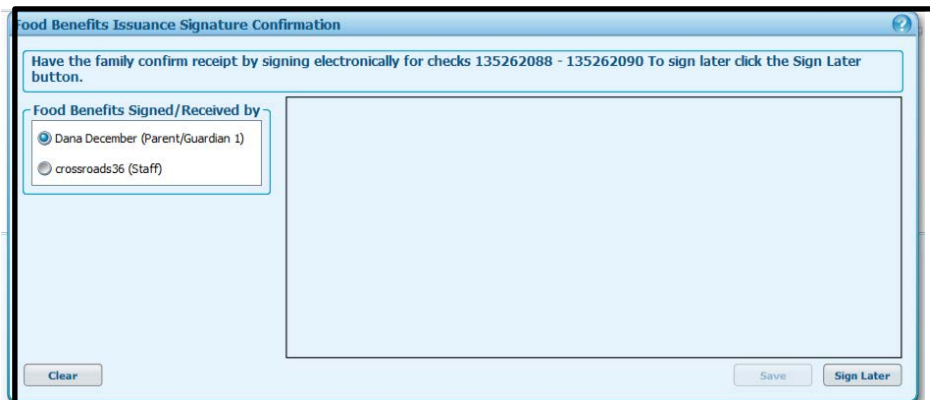 Food Benefits Issuance Signature Confirmation
?
Have the family confirm receipt by signing electronically for checks 135262088 - 135262090 To sign later click the Sign Later
button.
Food Benefits Signed/Received by
Dana December (Parent/Guardian 1)
crossroads36 (Staff)
Clear
Save
Sign Later